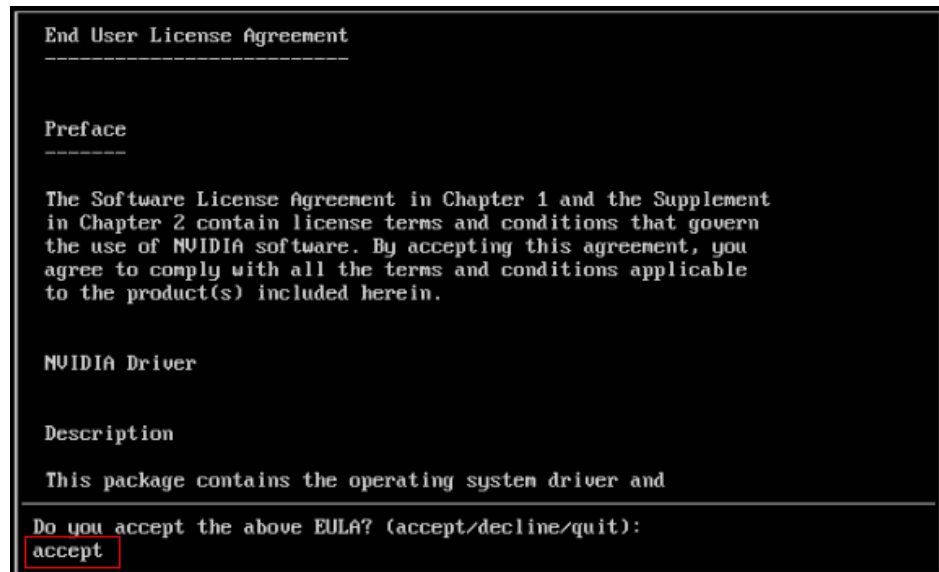 End User License Agreement
--------------------------
Preface
-------
The Software License Agreement in Chapter 1 and the Supplement
in Chapter 2 contain license terms and conditions that govern
the use of NVIDIA software. By accepting this agreement, you
agree to comply with all the terms and conditions applicable
to the product(s) included herein.
NVIDIA Driver
Description
This package contains the operating system driver and
Do you accept the above EULA? (accept/decline/quit):
accept